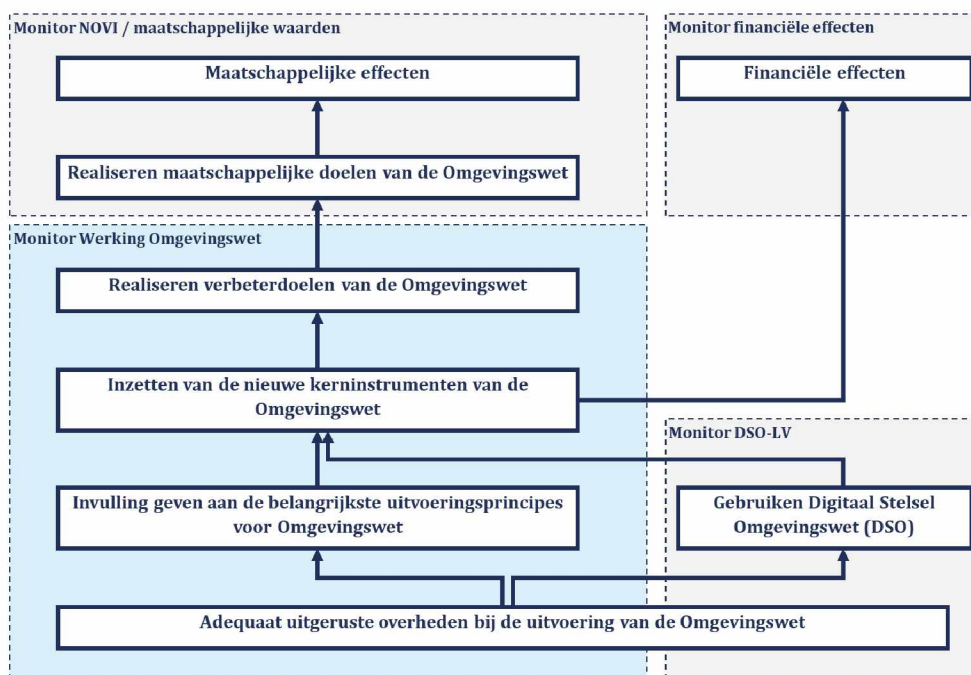 Monitor NOVI / maatschappelijke waarden
Maatschappelijke effecten
Realiseren maatschappelijke doelen van de Omgevingswet
Monitor financiële effecten
Financiële effecten
Monitor Werking Omgevingswet
Realiseren verbeterdoelen van de Omgevingswet
Inzetten van de nieuwe kerninstrumenten van de
Omgevingswet
Invulling geven aan de belangrijkste uitvoeringsprincipes
voor Omgevingswet
Monitor DSO-LV
Gebruiken Digitaal Stelsel
Omgevingswet (DSO)
Adequaat uitgeruste overheden bij de uitvoering van de Omgevingswet